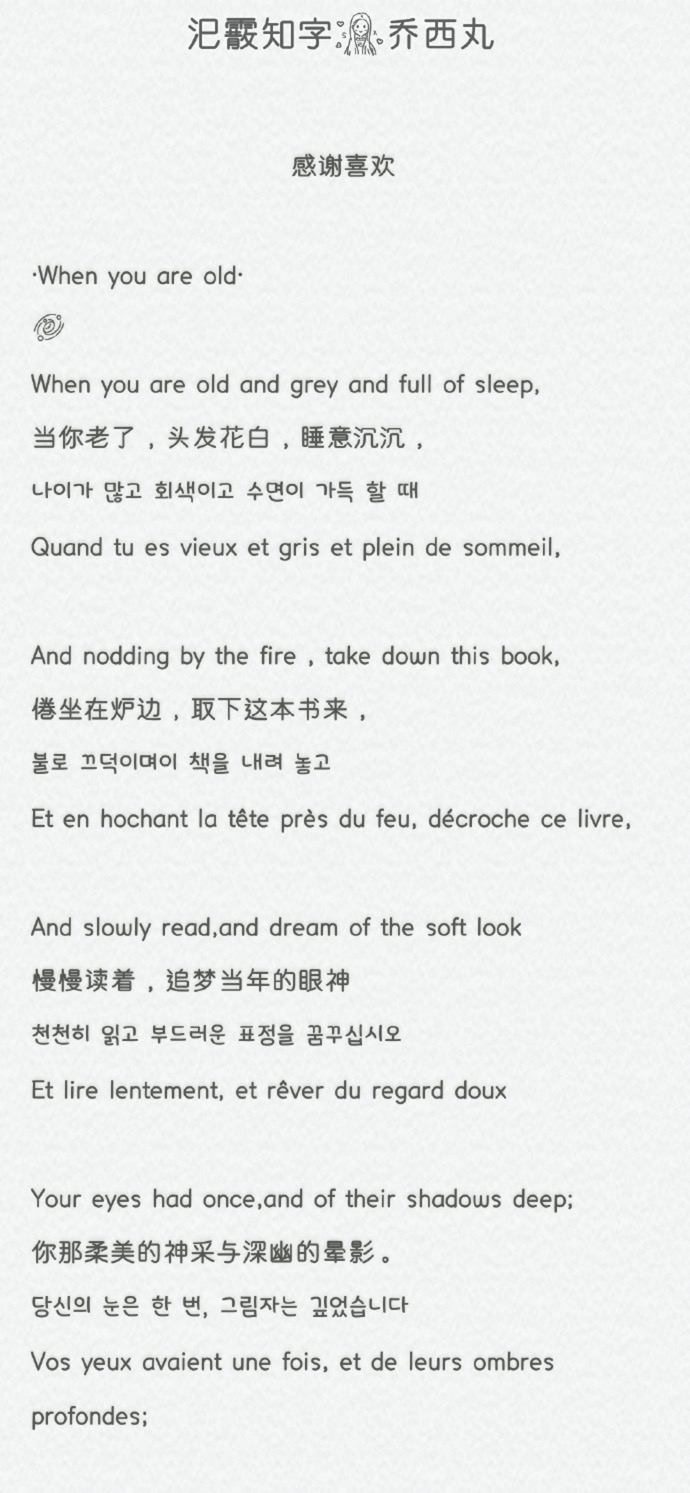 汜霰知字 乔西丸
感谢喜欢
·When you are old·
When you are old and grey and full of sleep,
当你老了，头发花白，睡意沉沉，
나이가 많고 회색이고 수면이 가득 할 때
Quand tu es vieux et gris et plein de sommeil,
And nodding by the fire , take down this book,
倦坐在炉边，取下这本书来，
불로 끄덕이며이 책을 내려 놓고
Et en hochant la tête près du feu, décroche ce livre,
And slowly read,and dream of the soft look
慢慢读着，追梦当年的眼神
천천히 읽고 부드러운 표정을 꿈꾸십시오
Et lire lentement, et rêver du regard doux
Your eyes had once,and of their shadows deep;
你那柔美的神采与深幽的晕影。
당신의 눈은 한 번, 그림자는 깊었습니다
Vos yeux avaient une fois, et de leurs ombres
profondes;